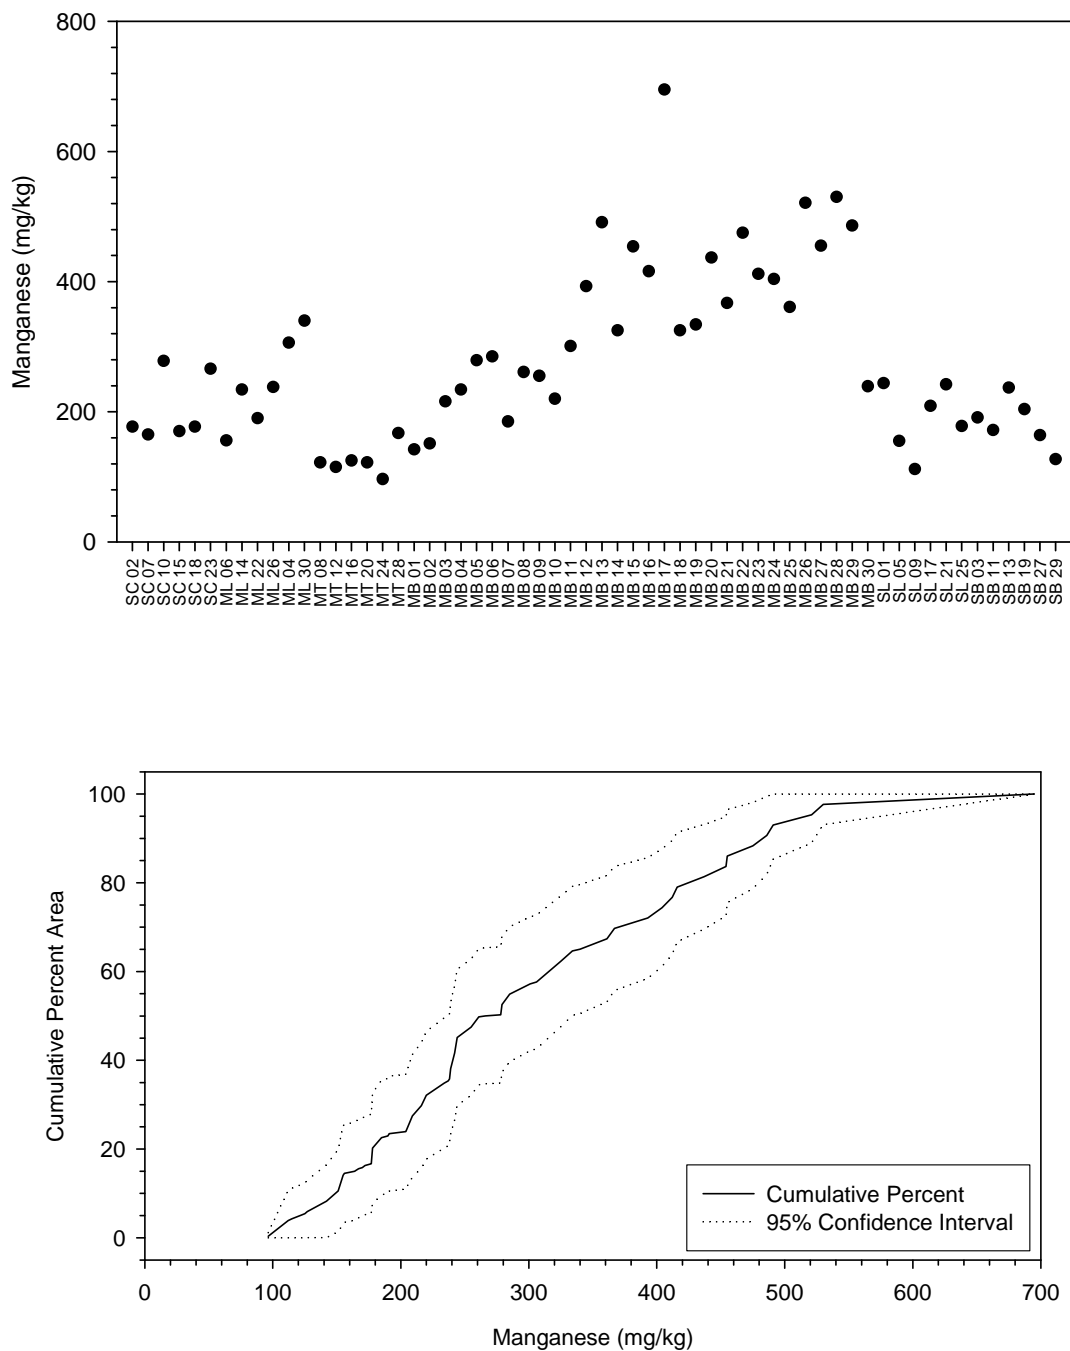 800
600
400
200
0
Manganese (mg/kg)
SC 02
SC 07
SC 10
SC 15
SC 18
SC 23
ML 06
ML 14
ML 22
ML 26
ML 04
ML 30
MT 08
MT 12
MT 16
MT 20
MT 24
MT 28
MB 01
MB 02
MB 03
MB 04
MB 05
MB 06
MB 07
MB 08
MB 09
MB 10
MB 11
MB 12
MB 13
MB 14
MB 15
MB 16
MB 17
MB 18
MB 19
MB 20
MB 21
MB 22
MB 23
MB 24
MB 25
MB 26
MB 27
MB 28
MB 29
MB 30
SL 01
SL 05
SL 09
SL 17
SL 21
SL 25
SB 03
SB 11
SB 13
SB 19
SB 27
SB 29
100
80
60
40
20
0
Cumulative Percent Area
Cumulative Percent
95% Confidence Interval
0 100 200 300 400 500 600 700
Manganese (mg/kg)